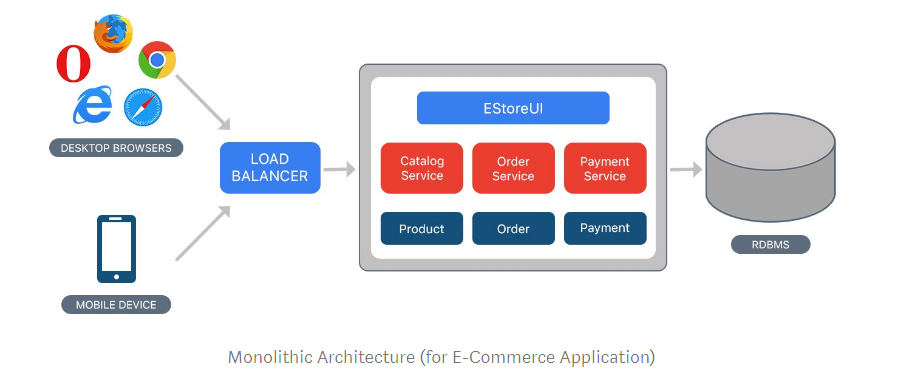 DESKTOP BROWSERS
MOBILE DEVICE
LOAD
BALANCER
EStoreUI
Catalog
Service
Order
Service
Payment
Service
Product
Order
Payment
RDBMS
Monolithic Architecture (for E-Commerce Application)